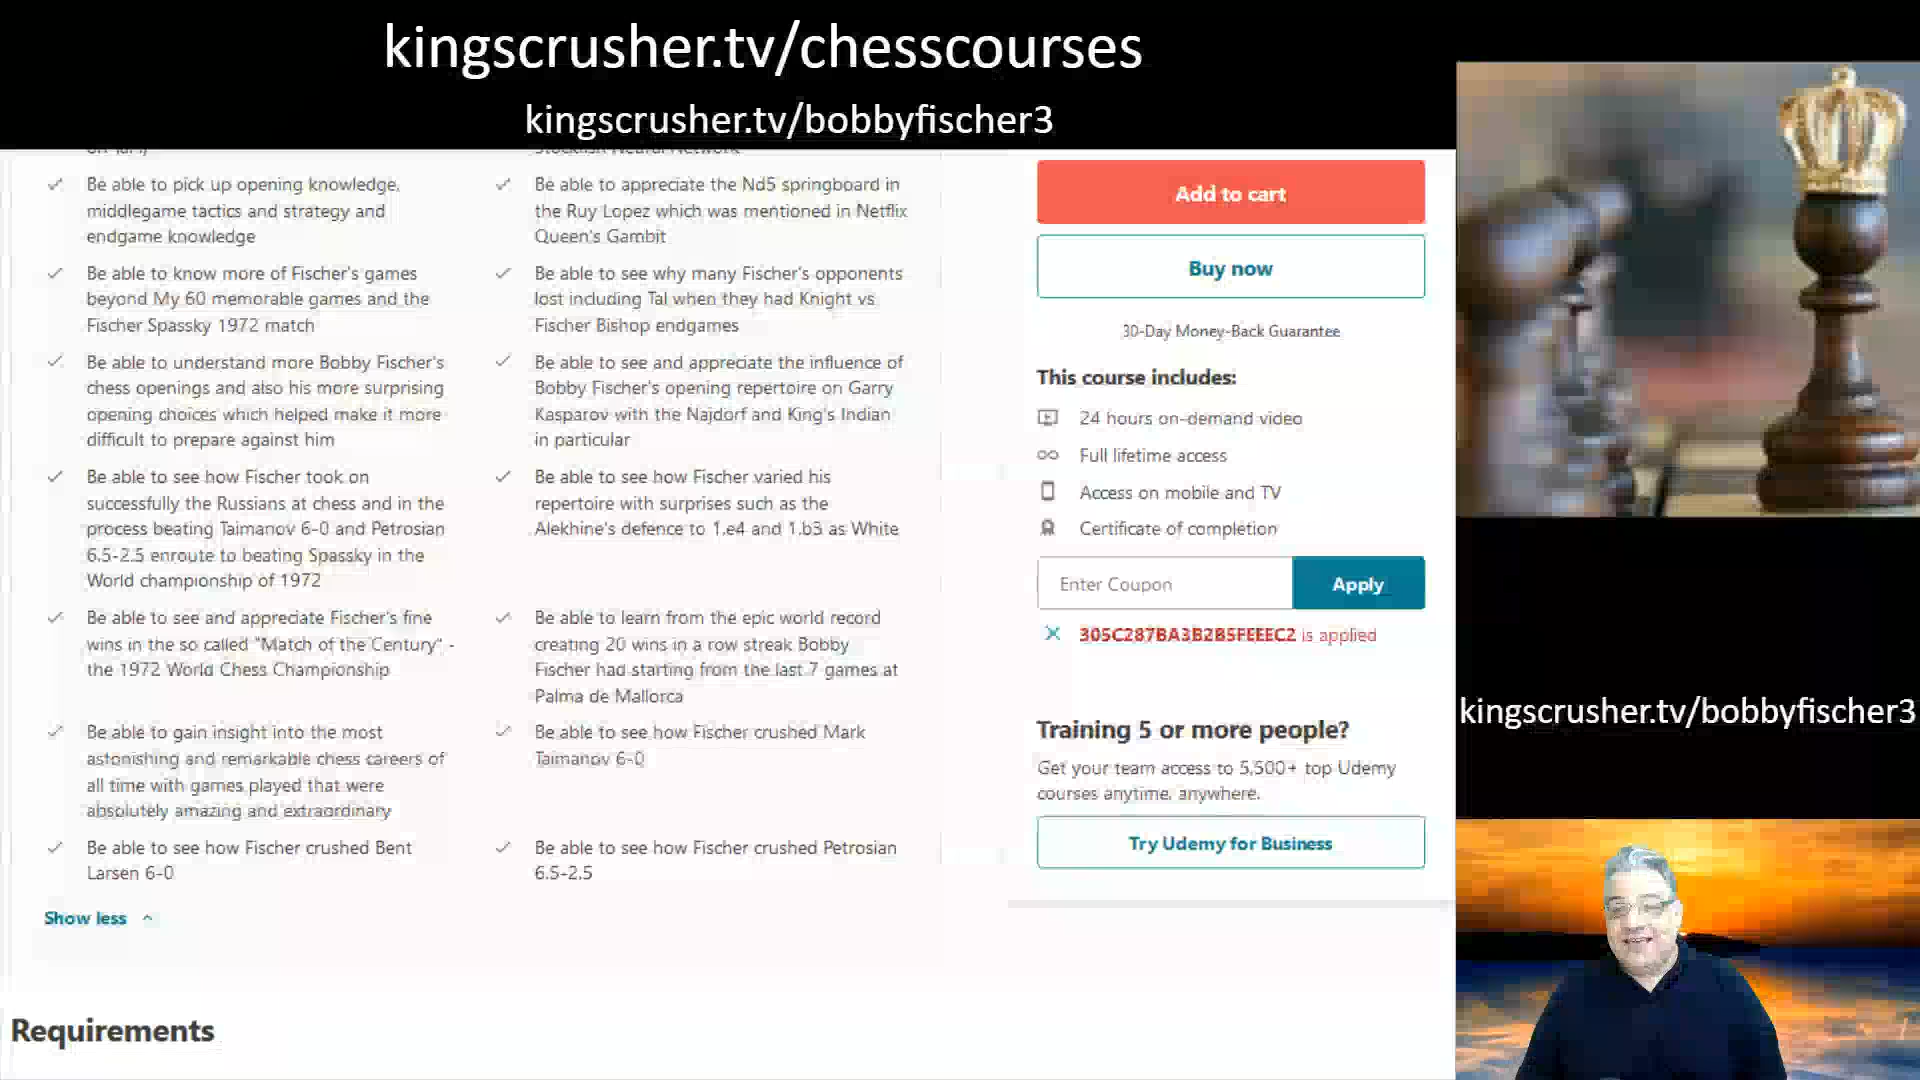 kingscrusher.tv/chesscourses
kingscrusher.tv/bobbyfischer3
Be able to pick up opening knowledge,
middlegame tactics and strategy and
endgame knowledge
Be able to know more of Fischer's games
beyond My 60 memorable games and the
Fischer Spassky 1972 match
Be able to understand more Bobby Fischer's
chess openings and also his more surprising
opening choices which helped make it more
difficult to prepare against him
Be able to see how Fischer took on
successfully the Russians at chess and in the
process beating Taimanov 6-0 and Petrosian
6.5-2.5 enroute to beating Spassky in the
World championship of 1972
Be able to see and appreciate Fischer's fine
wins in the so called "Match of the Century" -
the 1972 World Chess Championship
Be able to gain insight into the most
astonishing and remarkable chess careers of
all time with games played that were
absolutely amazing and extraordinary
Be able to see how Fischer crushed Bent
Larsen 6-0
Show less
Requirements
Stockfish Neural Network
Be able to appreciate the Nd5 springboard in
the Ruy Lopez which was mentioned in Netflix
Queen's Gambit
Be able to see why many Fischer's opponents
lost including Tal when they had Knight vs
Fischer Bishop endgames
Be able to see and appreciate the influence of
Bobby Fischer's opening repertoire on Garry
Kasparov with the Najdorf and King's Indian
in particular
Be able to see how Fischer varied his
repertoire with surprises such as the
Alekhine's defence to 1.e4 and 1.b3 as White
Be able to learn from the epic world record
creating 20 wins in a row streak Bobby
Fischer had starting from the last 7 games at
Palma de Mallorca
Be able to see how Fischer crushed Mark
Taimanov 6-0
Be able to see how Fischer crushed Petrosian
6.5-2.5
Add to cart
Buy now
30-Day Money-Back Guarantee
This course includes:
24 hours on-demand video
Full lifetime access
Access on mobile and TV
Certificate of completion
Enter Coupon
Apply
305C287BA3B2B5FEEEC2 is applied
Training 5 or more people?
Get your team access to 5,500+ top Udemy
courses anytime, anywhere.
Try Udemy for Business
kingscrusher.tv/bobbyfischer3